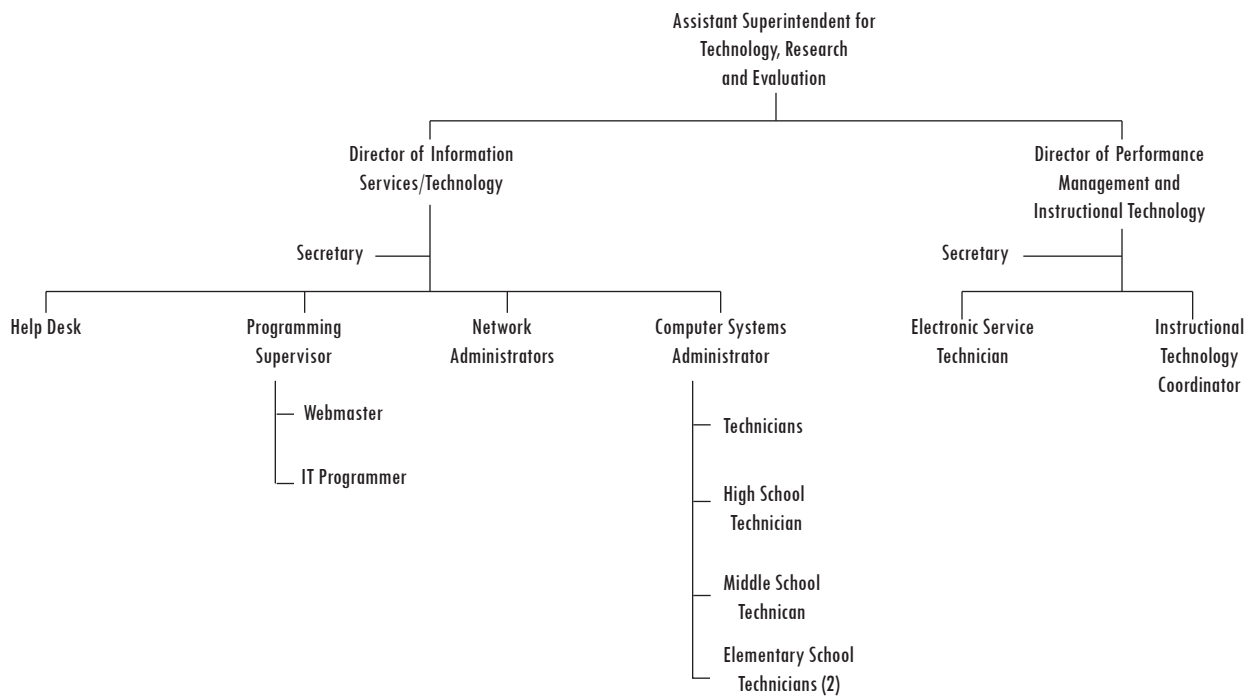 Assistant Superintendent for
Technology, Research
and Evaluation
Director of Information
Services/Technology
Director of Performance
Management and
Instructional Technology
Secretary
Secretary
Help Desk
Programming
Supervisor
Network
Administrators
Computer Systems
Administrator
Electronic Service
Technician
Instructional
Technology
Coordinator
Webmaster
IT Programmer
Technicians
High School
Technician
Middle School
Technican
Elementary School
Technicians (2)